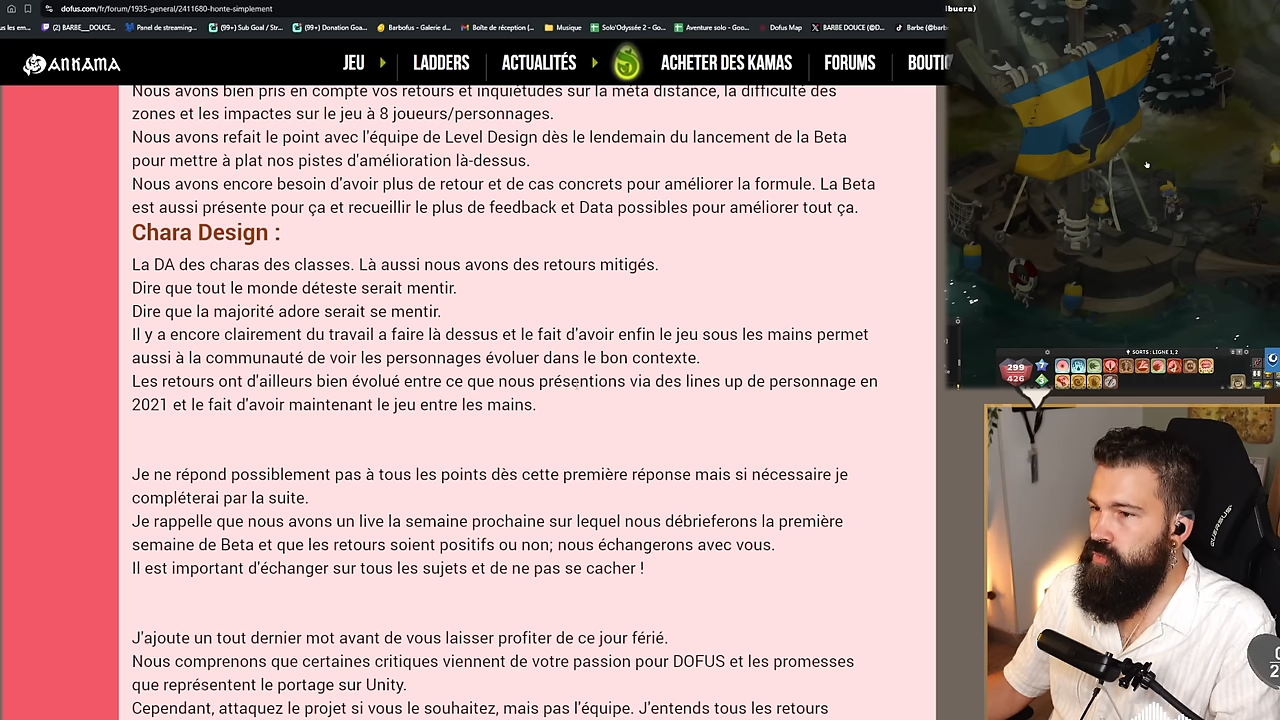 dofus.com/fr/forum/1935-general/2411680-honte-simplement
(2) BARBE__DOUCE...
Panel de streaming...
(99+) Sub Goal / Str...
(99+) Donation Goa...
Barbofus - Galerie d...
Boîte de réception (...
Musique
Solo'Odyssée 2 - Go...
Aventure solo - Goo...
Dofus Map
BARBE DOUCE (@D...
Barbe (@barb
ANKAMA
JEU
LADDERS
ACTUALITÉS
ACHETER DES KAMAS
FORUMS
BOUTIQ
Nous avons bien pris en compte vos retours et inquiétudes sur la méta distance, la difficulté des
zones et les impactes sur le jeu à 8 joueurs/personnages.
Nous avons refait le point avec l'équipe de Level Design dès le lendemain du lancement de la Beta
pour mettre à plat nos pistes d'amélioration là-dessus.
Nous avons encore besoin d'avoir plus de retour et de cas concrets pour améliorer la formule. La Beta
est aussi présente pour ça et recueillir le plus de feedback et Data possibles pour améliorer tout ça.
Chara Design :
La DA des charas des classes. Là aussi nous avons des retours mitigés.
Dire que tout le monde déteste serait mentir.
Dire que la majorité adore serait se mentir.
Il y a encore clairement du travail a faire là dessus et le fait d'avoir enfin le jeu sous les mains permet
aussi à la communauté de voir les personnages évoluer dans le bon contexte.
Les retours ont d'ailleurs bien évolué entre ce que nous présentions via des lines up de personnage en
2021 et le fait d'avoir maintenant le jeu entre les mains.
Je ne répond possiblement pas à tous les points dès cette première réponse mais si nécessaire je
compléterai par la suite.
Je rappelle que nous avons un live la semaine prochaine sur lequel nous débrieferons la première
semaine de Beta et que les retours soient positifs ou non; nous échangerons avec vous.
Il est important d'échanger sur tous les sujets et de ne pas se cacher !
J'ajoute un tout dernier mot avant de vous laisser profiter de ce jour férié.
Nous comprenons que certaines critiques viennent de votre passion pour DOFUS et les promesses
que représentent le portage sur Unity.
Cependant, attaquez le projet si vous le souhaitez, mais pas l'équipe. J'entends tous les retours
lbuera)
SORTS : LIGNE 1, 2
299
426
7
3
QUERSUS